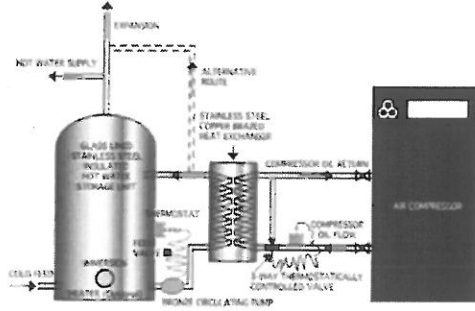 EXPANSION
HOT WATER SUPPLY
ALTERNATIVE
ROUTE
STAINLESS STEEL
COPPER BRAZED
HEAT EXCHANGER
GLASS LINED
STAINLESS STEEL
INSULATED
HOT WATER
STORAGE UNIT
COMPRESSOR OIL RETURN
THERMOSTAT
COMPRESSOR
OIL FLOW
AIR COMPRESSOR
VALVE
IMMERSION
HEATER
COLD FEED
3-WAY THERMOSTATICALLY
CONTROLLED VALVE
BRONZE CIRCULATING PUMP